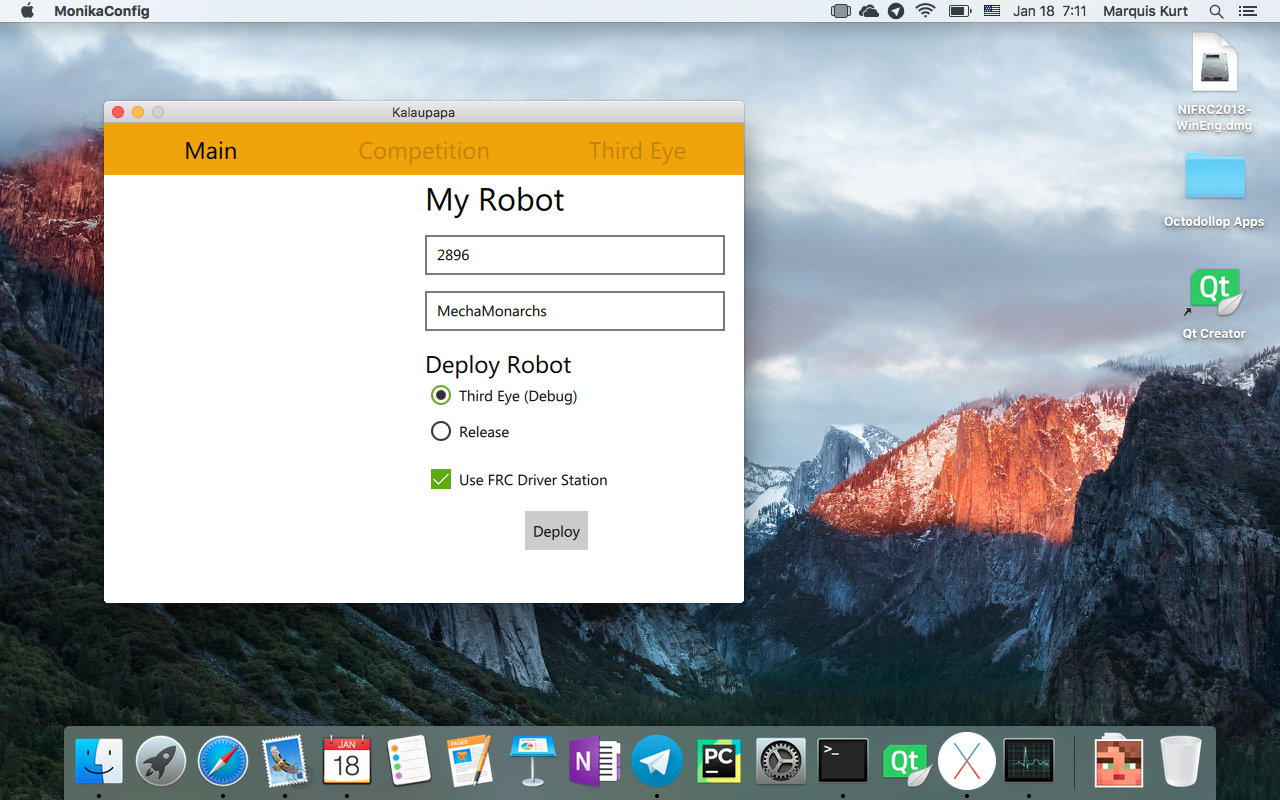 MonikaConfig
Jan 18 7:11
Marquis Kurt
Kalaupapa
Main
Competition
Third Eye
My Robot
2896
MechaMonarchs
Deploy Robot
Third Eye (Debug)
Release
Use FRC Driver Station
Deploy
NIFRC2018-
WinEng.dmg
Octodollop Apps
Qt
Qt Creator
JAN
18
PAGES
N
PC
>_
Qt
X